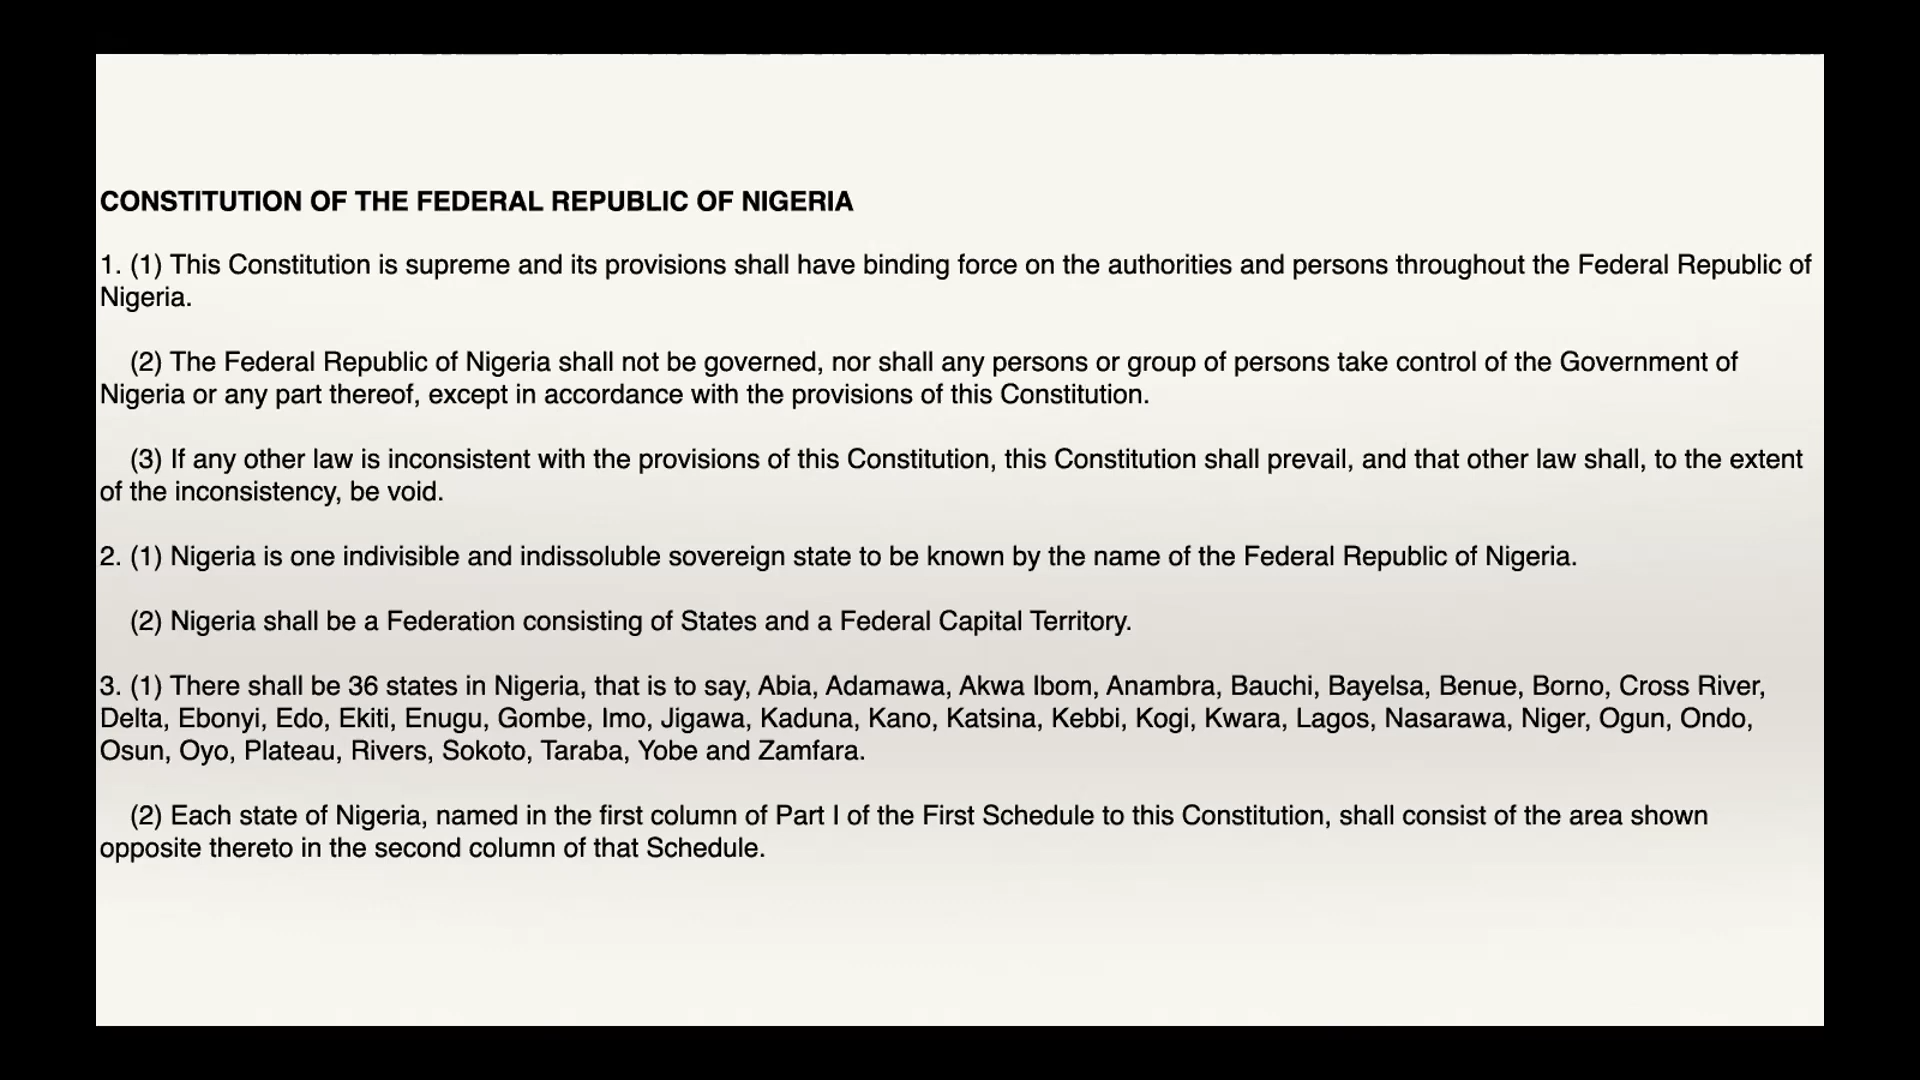 CONSTITUTION OF THE FEDERAL REPUBLIC OF NIGERIA
1. (1) This Constitution is supreme and its provisions shall have binding force on the authorities and persons throughout the Federal Republic of
Nigeria.
(2) The Federal Republic of Nigeria shall not be governed, nor shall any persons or group of persons take control of the Government of
Nigeria or any part thereof, except in accordance with the provisions of this Constitution.
(3) If any other law is inconsistent with the provisions of this Constitution, this Constitution shall prevail, and that other law shall, to the extent
of the inconsistency, be void.
2. (1) Nigeria is one indivisible and indissoluble sovereign state to be known by the name of the Federal Republic of Nigeria.
(2) Nigeria shall be a Federation consisting of States and a Federal Capital Territory.
3. (1) There shall be 36 states in Nigeria, that is to say, Abia, Adamawa, Akwa Ibom, Anambra, Bauchi, Bayelsa, Benue, Borno, Cross River,
Delta, Ebonyi, Edo, Ekiti, Enugu, Gombe, Imo, Jigawa, Kaduna, Kano, Katsina, Kebbi, Kogi, Kwara, Lagos, Nasarawa, Niger, Ogun, Ondo,
Osun, Oyo, Plateau, Rivers, Sokoto, Taraba, Yobe and Zamfara.
(2) Each state of Nigeria, named in the first column of Part I of the First Schedule to this Constitution, shall consist of the area shown
opposite thereto in the second column of that Schedule.